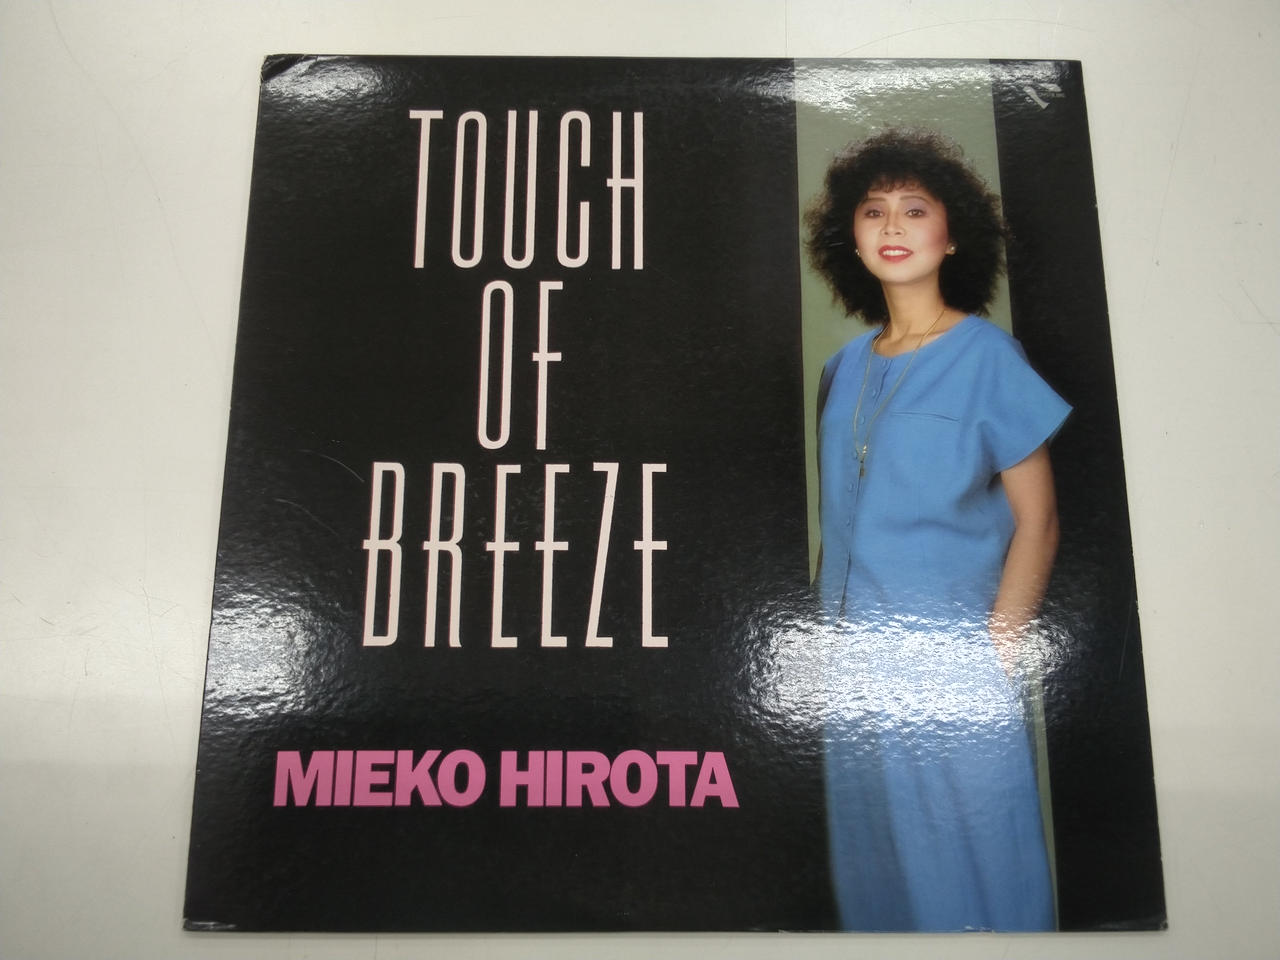 TOUCH
OF
BREEZE
MIEKO HIROTA